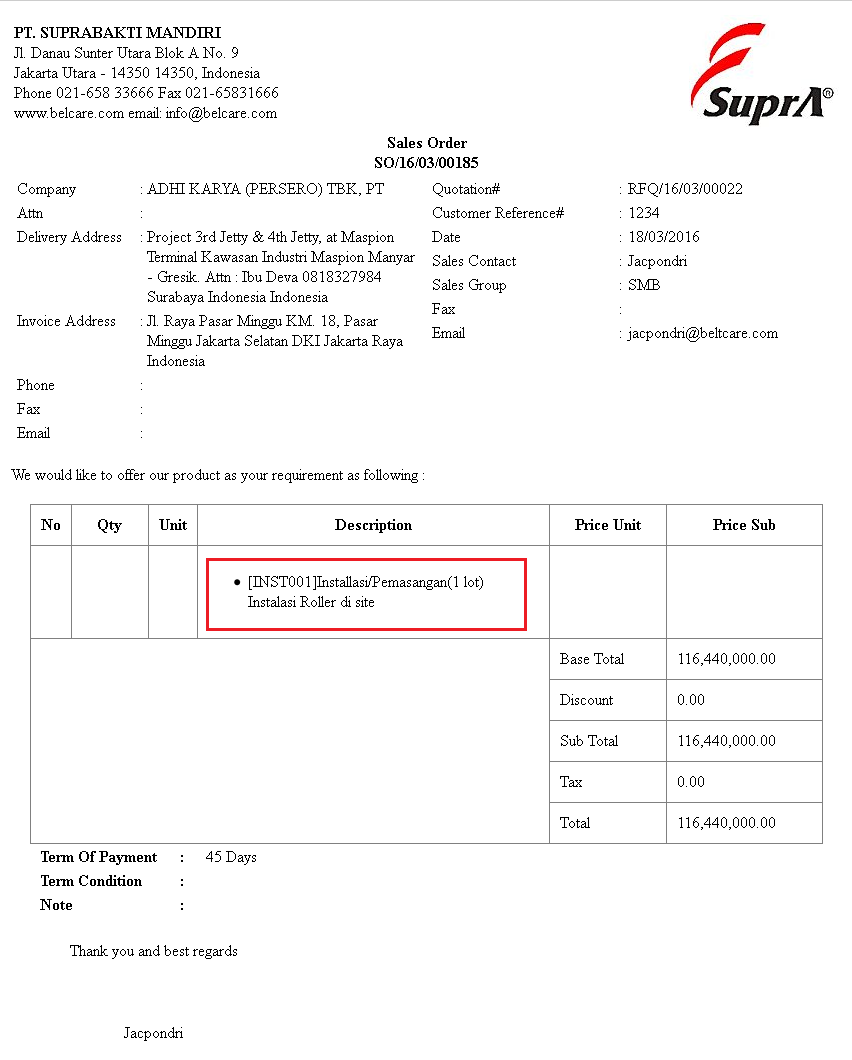 PT. SUPRABAKTI MANDIRI
Jl. Danau Sunter Utara Blok A No. 9
Jakarta Utara - 14350 14350, Indonesia
Phone 021-658 33666 Fax 021-65831666
www.belcare.com email: info@belcare.com
SuprA®
Sales Order
SO/16/03/00185
Company : ADHI KARYA (PERSERO) TBK, PT
Attn :
Delivery Address : Project 3rd Jetty & 4th Jetty, at Maspion
Terminal Kawasan Industri Maspion Manyar
- Gresik. Attn : Ibu Deva 0818327984
Surabaya Indonesia Indonesia
Invoice Address : Jl. Raya Pasar Minggu KM. 18, Pasar
Minggu Jakarta Selatan DKI Jakarta Raya
Indonesia
Phone :
Fax :
Email :
Quotation# : RFQ/16/03/00022
Customer Reference# : 1234
Date : 18/03/2016
Sales Contact : Jacpondri
Sales Group : SMB
Fax :
Email : jacpondri@beltcare.com
We would like to offer our product as your requirement as following :
No Qty Unit Description Price Unit Price Sub
• [INST001]Installasi/Pemasangan(1 lot)
Instalasi Roller di site
Base Total 116,440,000.00
Discount 0.00
Sub Total 116,440,000.00
Tax 0.00
Total 116,440,000.00
Term Of Payment : 45 Days
Term Condition :
Note :
Thank you and best regards
Jacpondri